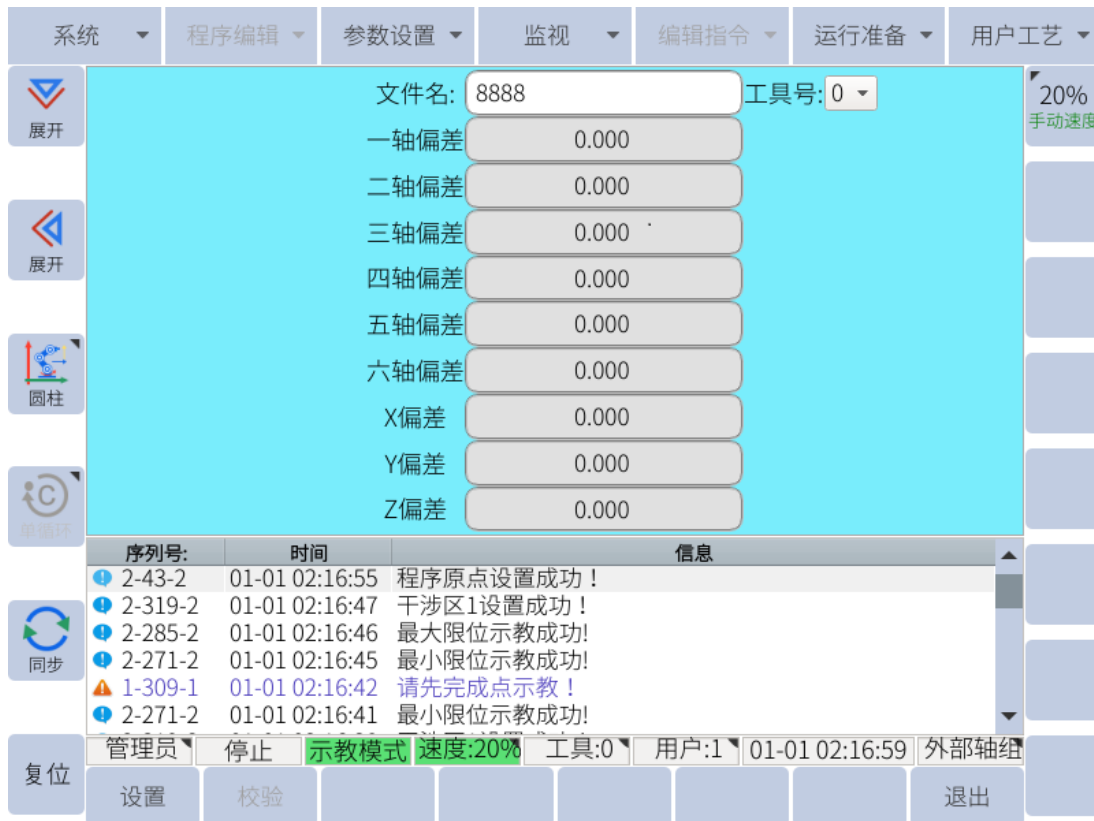 系统 程序编辑 参数设置 监视 编辑指令 运行准备 用户工艺
展开
展开
圆柱
单循环
同步
复位
文件名: 8888 工具号: 0
一轴偏差 0.000
二轴偏差 0.000
三轴偏差 0.000
四轴偏差 0.000
五轴偏差 0.000
六轴偏差 0.000
X偏差 0.000
Y偏差 0.000
Z偏差 0.000
20%
手动速度
序列号: 时间 信息
2-43-2 01-01 02:16:55 程序原点设置成功！
2-319-2 01-01 02:16:47 干涉区1设置成功！
2-285-2 01-01 02:16:46 最大限位示教成功!
2-271-2 01-01 02:16:45 最小限位示教成功!
1-309-1 01-01 02:16:42 请先完成点示教！
2-271-2 01-01 02:16:41 最小限位示教成功!
管理员 停止 示教模式 速度:20% 工具:0 用户:1 01-01 02:16:59 外部轴组
设置 校验 退出